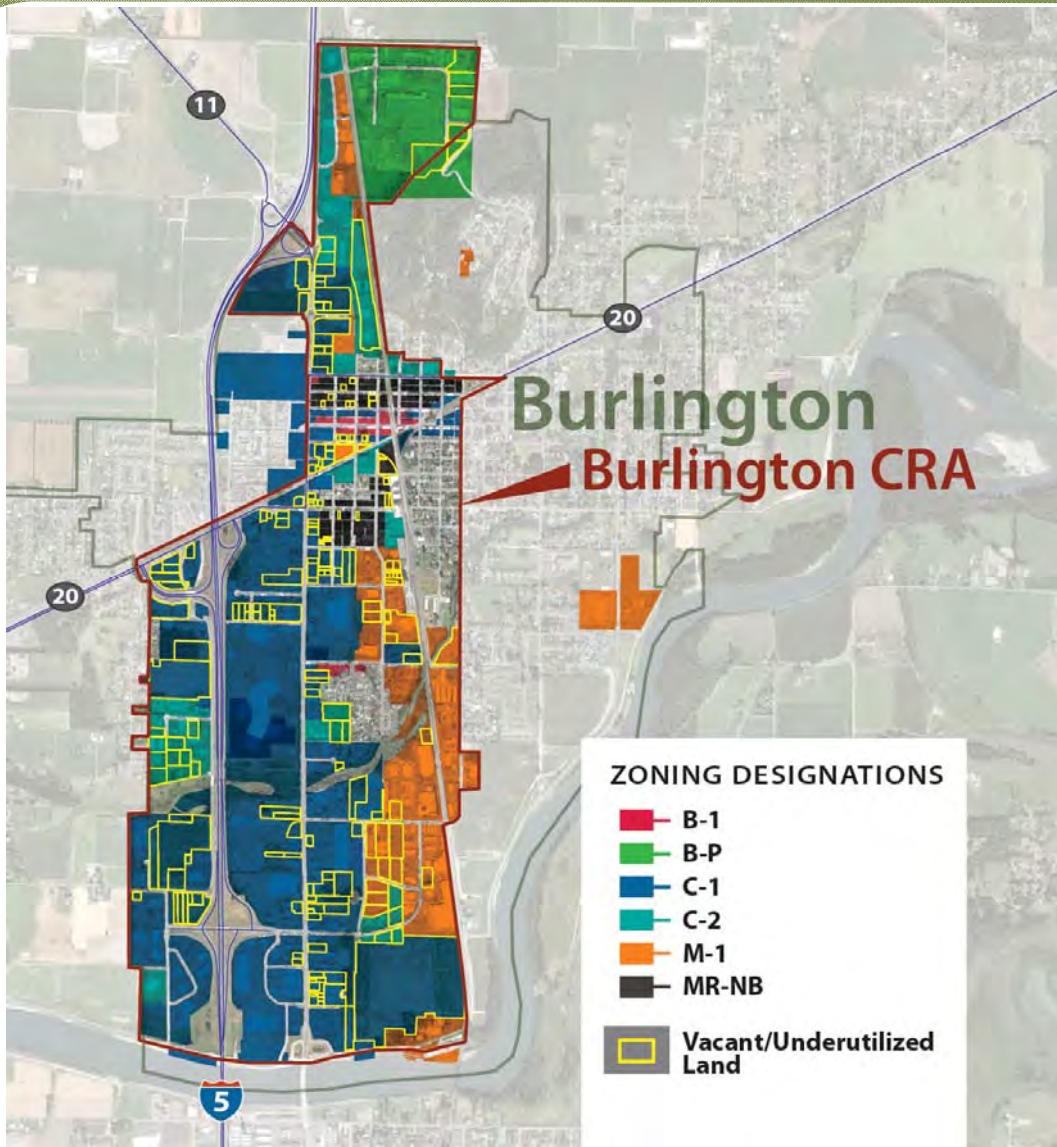 11
20
Burlington
Burlington CRA
20
ZONING DESIGNATIONS
B-1
B-P
C-1
C-2
M-1
MR-NB
Vacant/Underutilized
Land
5